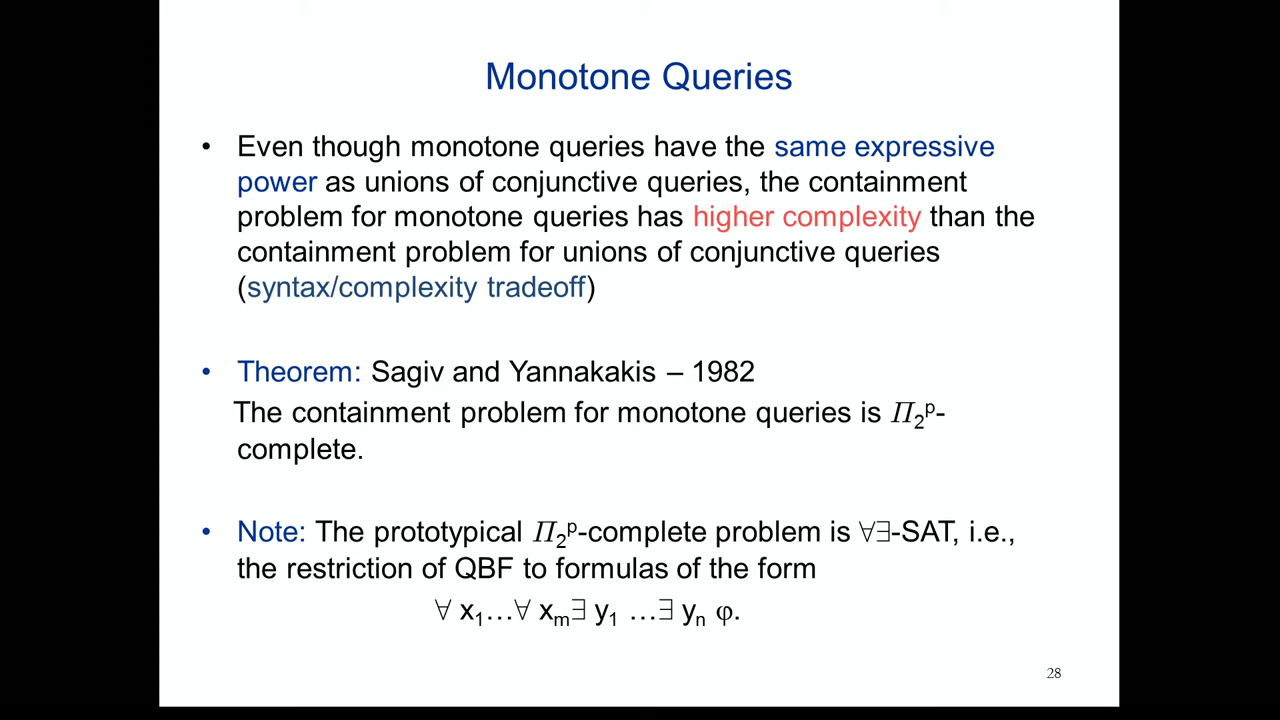 Monotone Queries
• Even though monotone queries have the same expressive
power as unions of conjunctive queries, the containment
problem for monotone queries has higher complexity than the
containment problem for unions of conjunctive queries
(syntax/complexity tradeoff)
• Theorem: Sagiv and Yannakakis – 1982
The containment problem for monotone queries is Π₂ᵖ-
complete.
• Note: The prototypical Π₂ᵖ-complete problem is ∀∃-SAT, i.e.,
the restriction of QBF to formulas of the form
∀ x₁…∀ xₘ∃ y₁ …∃ yₙ φ.
28